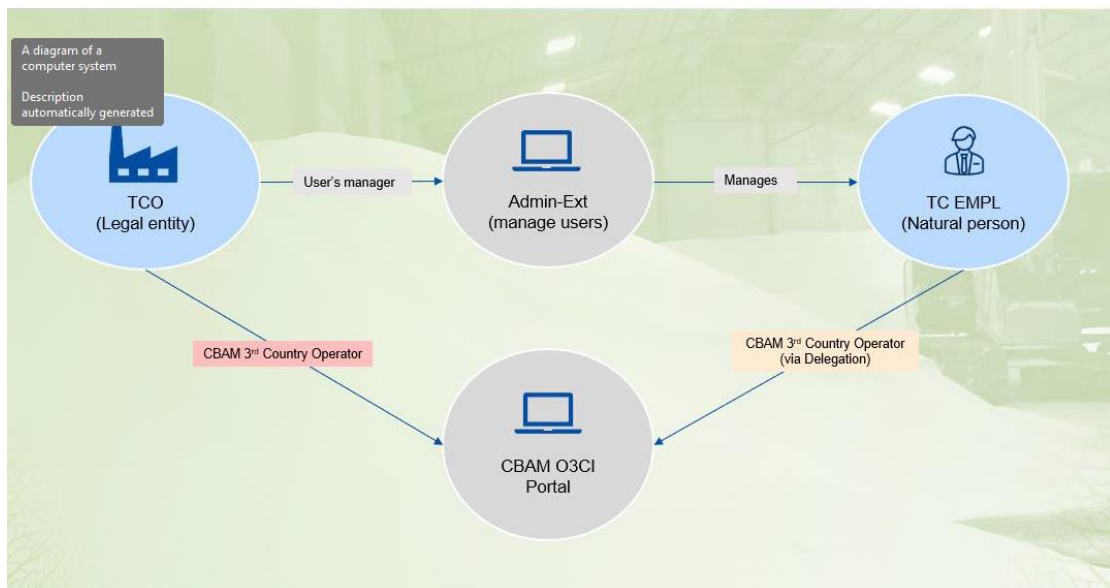 A diagram of a
computer system
Description
automatically generated
TCO
(Legal entity)
User's manager
Admin-Ext
(manage users)
Manages
TC EMPL
(Natural person)
CBAM 3rd Country Operator
CBAM 3rd Country Operator
(via Delegation)
CBAM O3CI
Portal